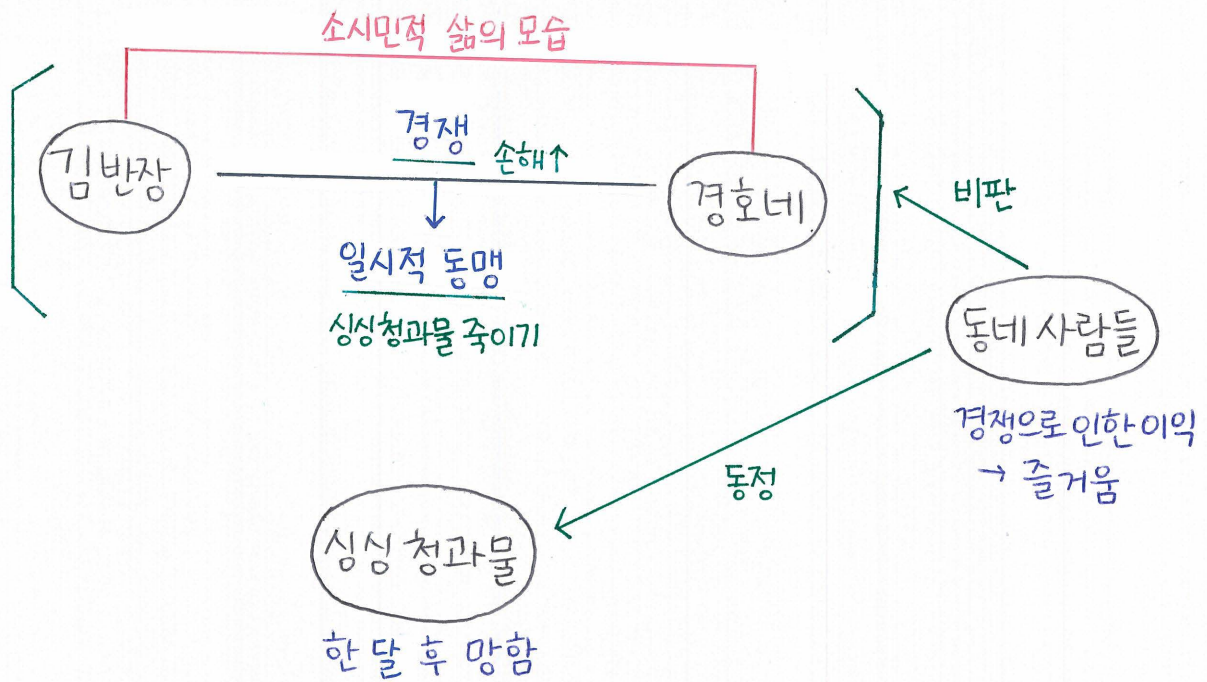 소시민적 삶의 모습
경쟁 손해↑
김반장
경호네
비판
일시적 동맹
싱싱청과물 죽이기
동네 사람들
경쟁으로 인한 이익
→ 즐거움
동정
싱싱 청과물
한 달 후 망함